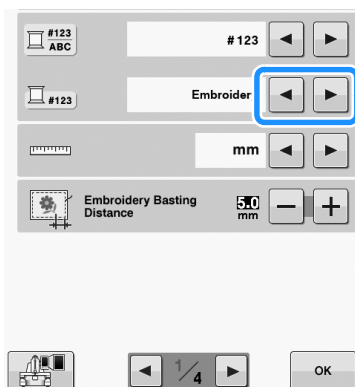 #123
ABC
#123
#123
Embroider
mm
Embroidery Basting
Distance
5.0
mm
1/4
OK